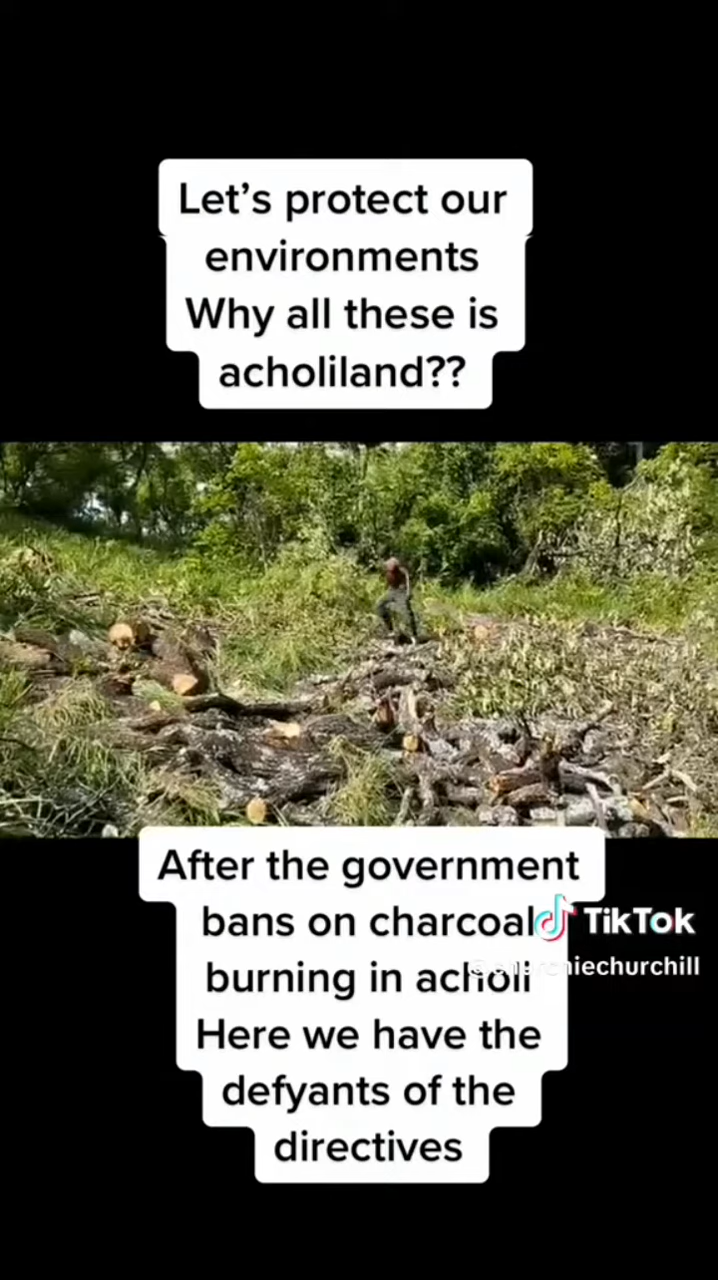 Let’s protect our
environments
Why all these is
acholiland??
After the government
bans on charcoal
burning in acholi
Here we have the
defyants of the
directives
TikTok